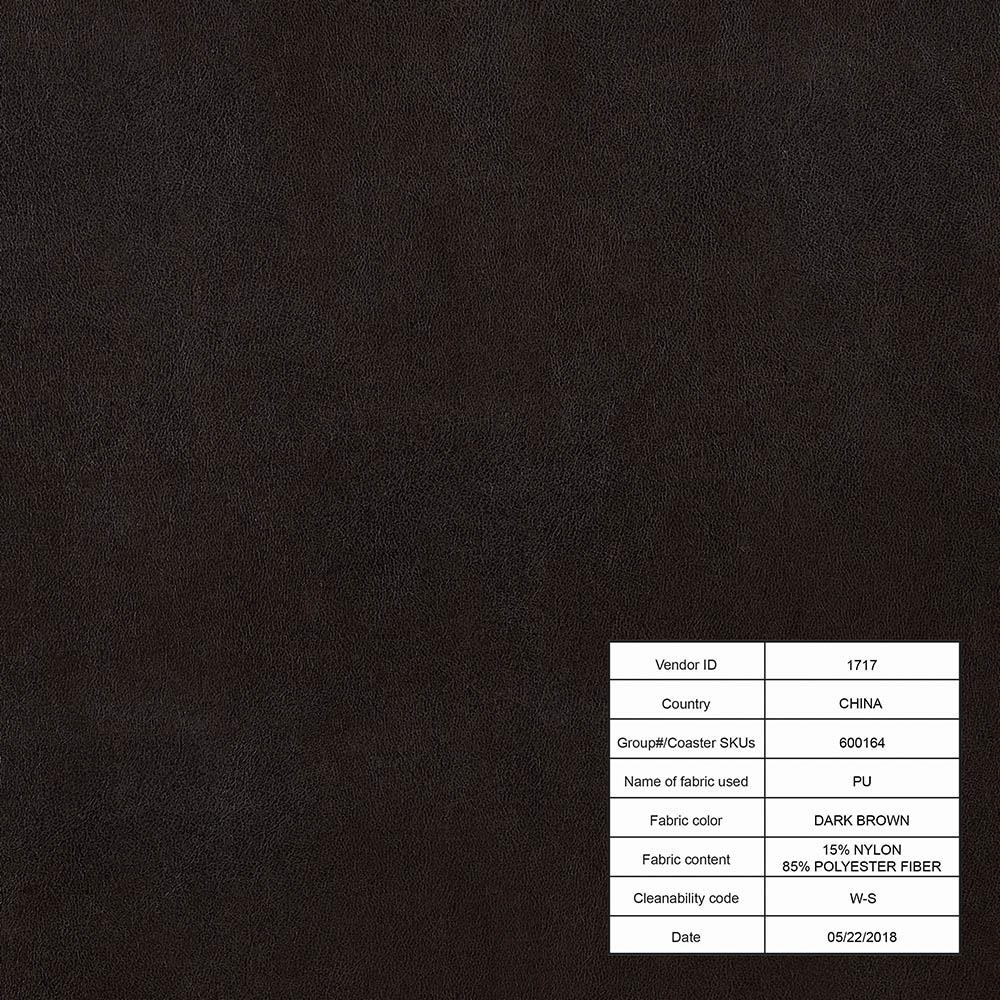 Vendor ID 1717
Country CHINA
Group#/Coaster SKUs 600164
Name of fabric used PU
Fabric color DARK BROWN
Fabric content 15% NYLON
85% POLYESTER FIBER
Cleanability code W-S
Date 05/22/2018